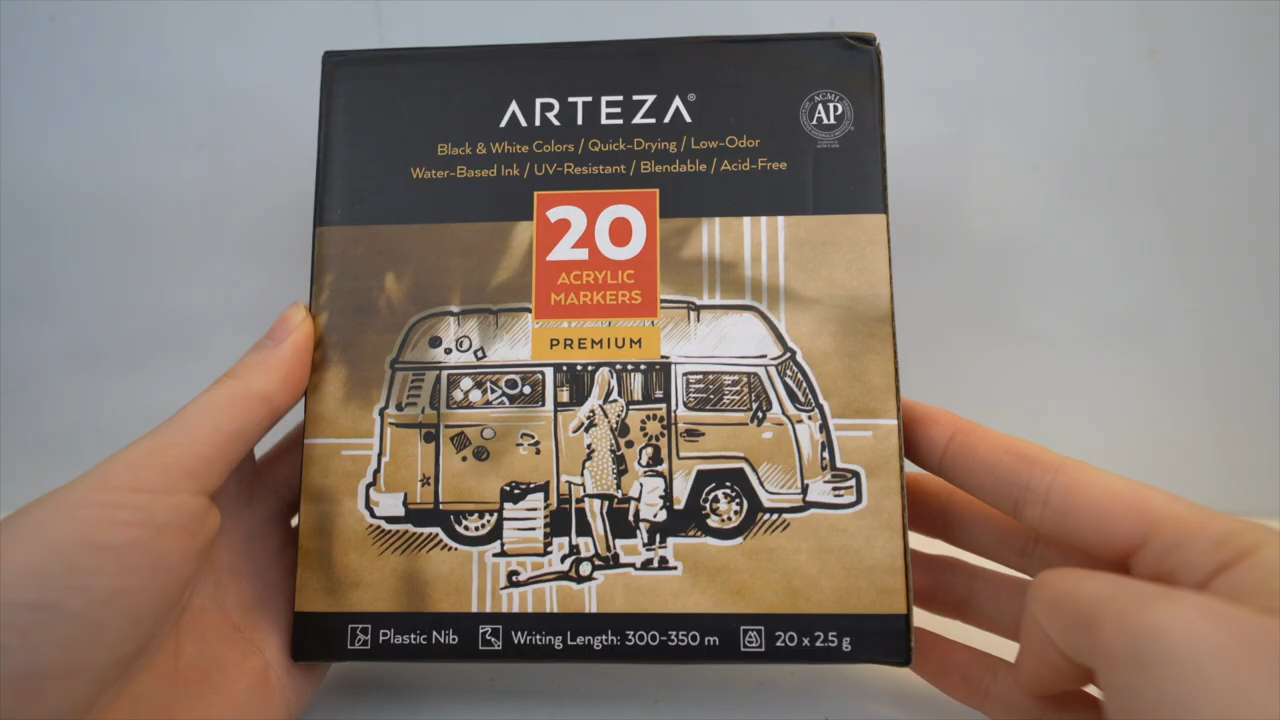 ARTEZA®
ACMI
AP
Black & White Colors / Quick-Drying / Low-Odor
Water-Based Ink / UV-Resistant / Blendable / Acid-Free
20
ACRYLIC
MARKERS
PREMIUM
Plastic Nib
Writing Length: 300-350 m
20 x 2.5 g